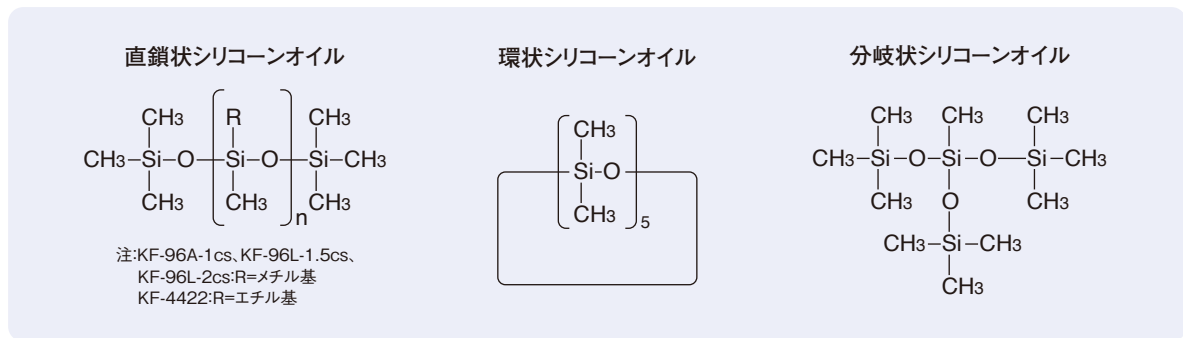 直鎖状シリコーンオイル
CH3 R CH3
CH3-Si-O-Si-O-Si-CH3
CH3 CH3 CH3
n
注:KF-96A-1cs、KF-96L-1.5cs、
KF-96L-2cs:R=メチル基
KF-4422:R=エチル基
環状シリコーンオイル
CH3
Si-O
CH3
5
分岐状シリコーンオイル
CH3 CH3 CH3
CH3-Si-O-Si-O-Si-CH3
CH3 O CH3
CH3-Si-CH3
CH3